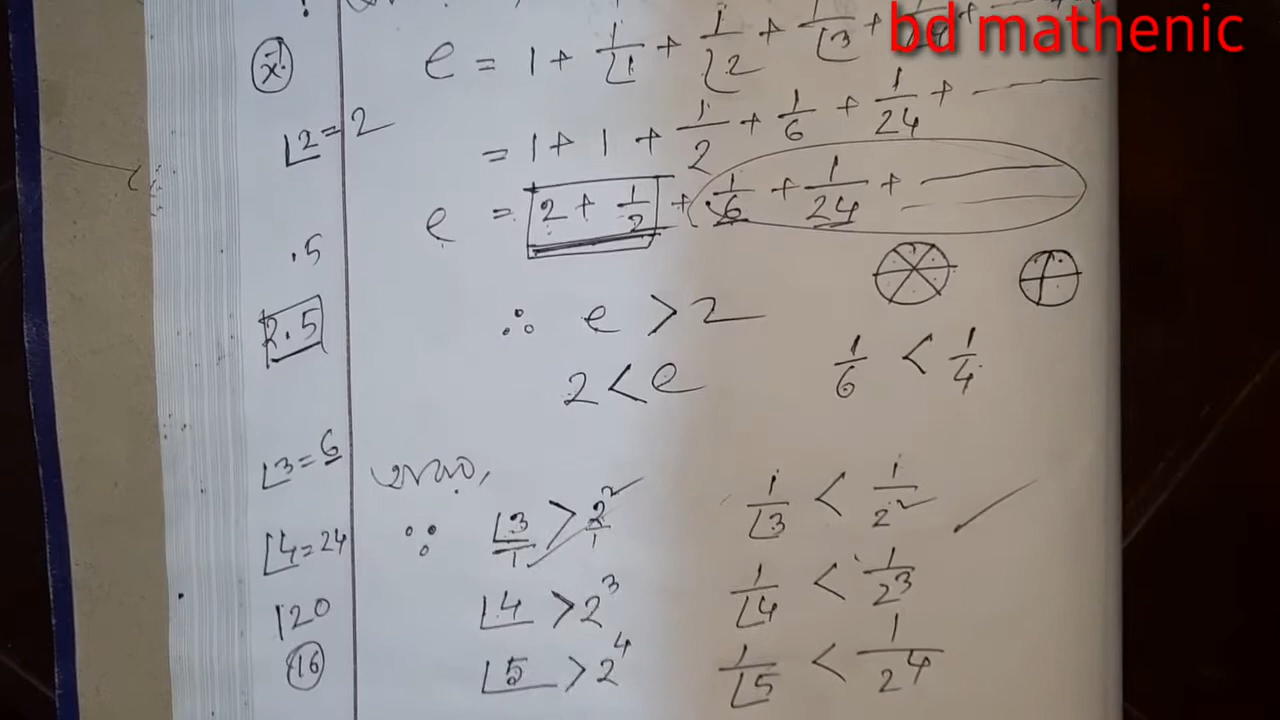 bd mathenic
e = 1 + 1/⌊1 + 1/⌊2 + 1/⌊3 +
x!
= 1 + 1 + 1/2 + 1/6 + 1/24 +
⌊2 = 2
e = 2 + 1/2 + 1/6 + 1/24 +
.5
∴ e > 2
2.5
2 < e
1/6 < 1/4
⌊3 = 6
∵ ⌊3/1 > 2²/1
1/⌊3 < 1/2²
⌊4 = 24
⌊4 > 2³
1/⌊4 < 1/2³
120
⌊5 > 2⁴
1/⌊5 < 1/2⁴
16